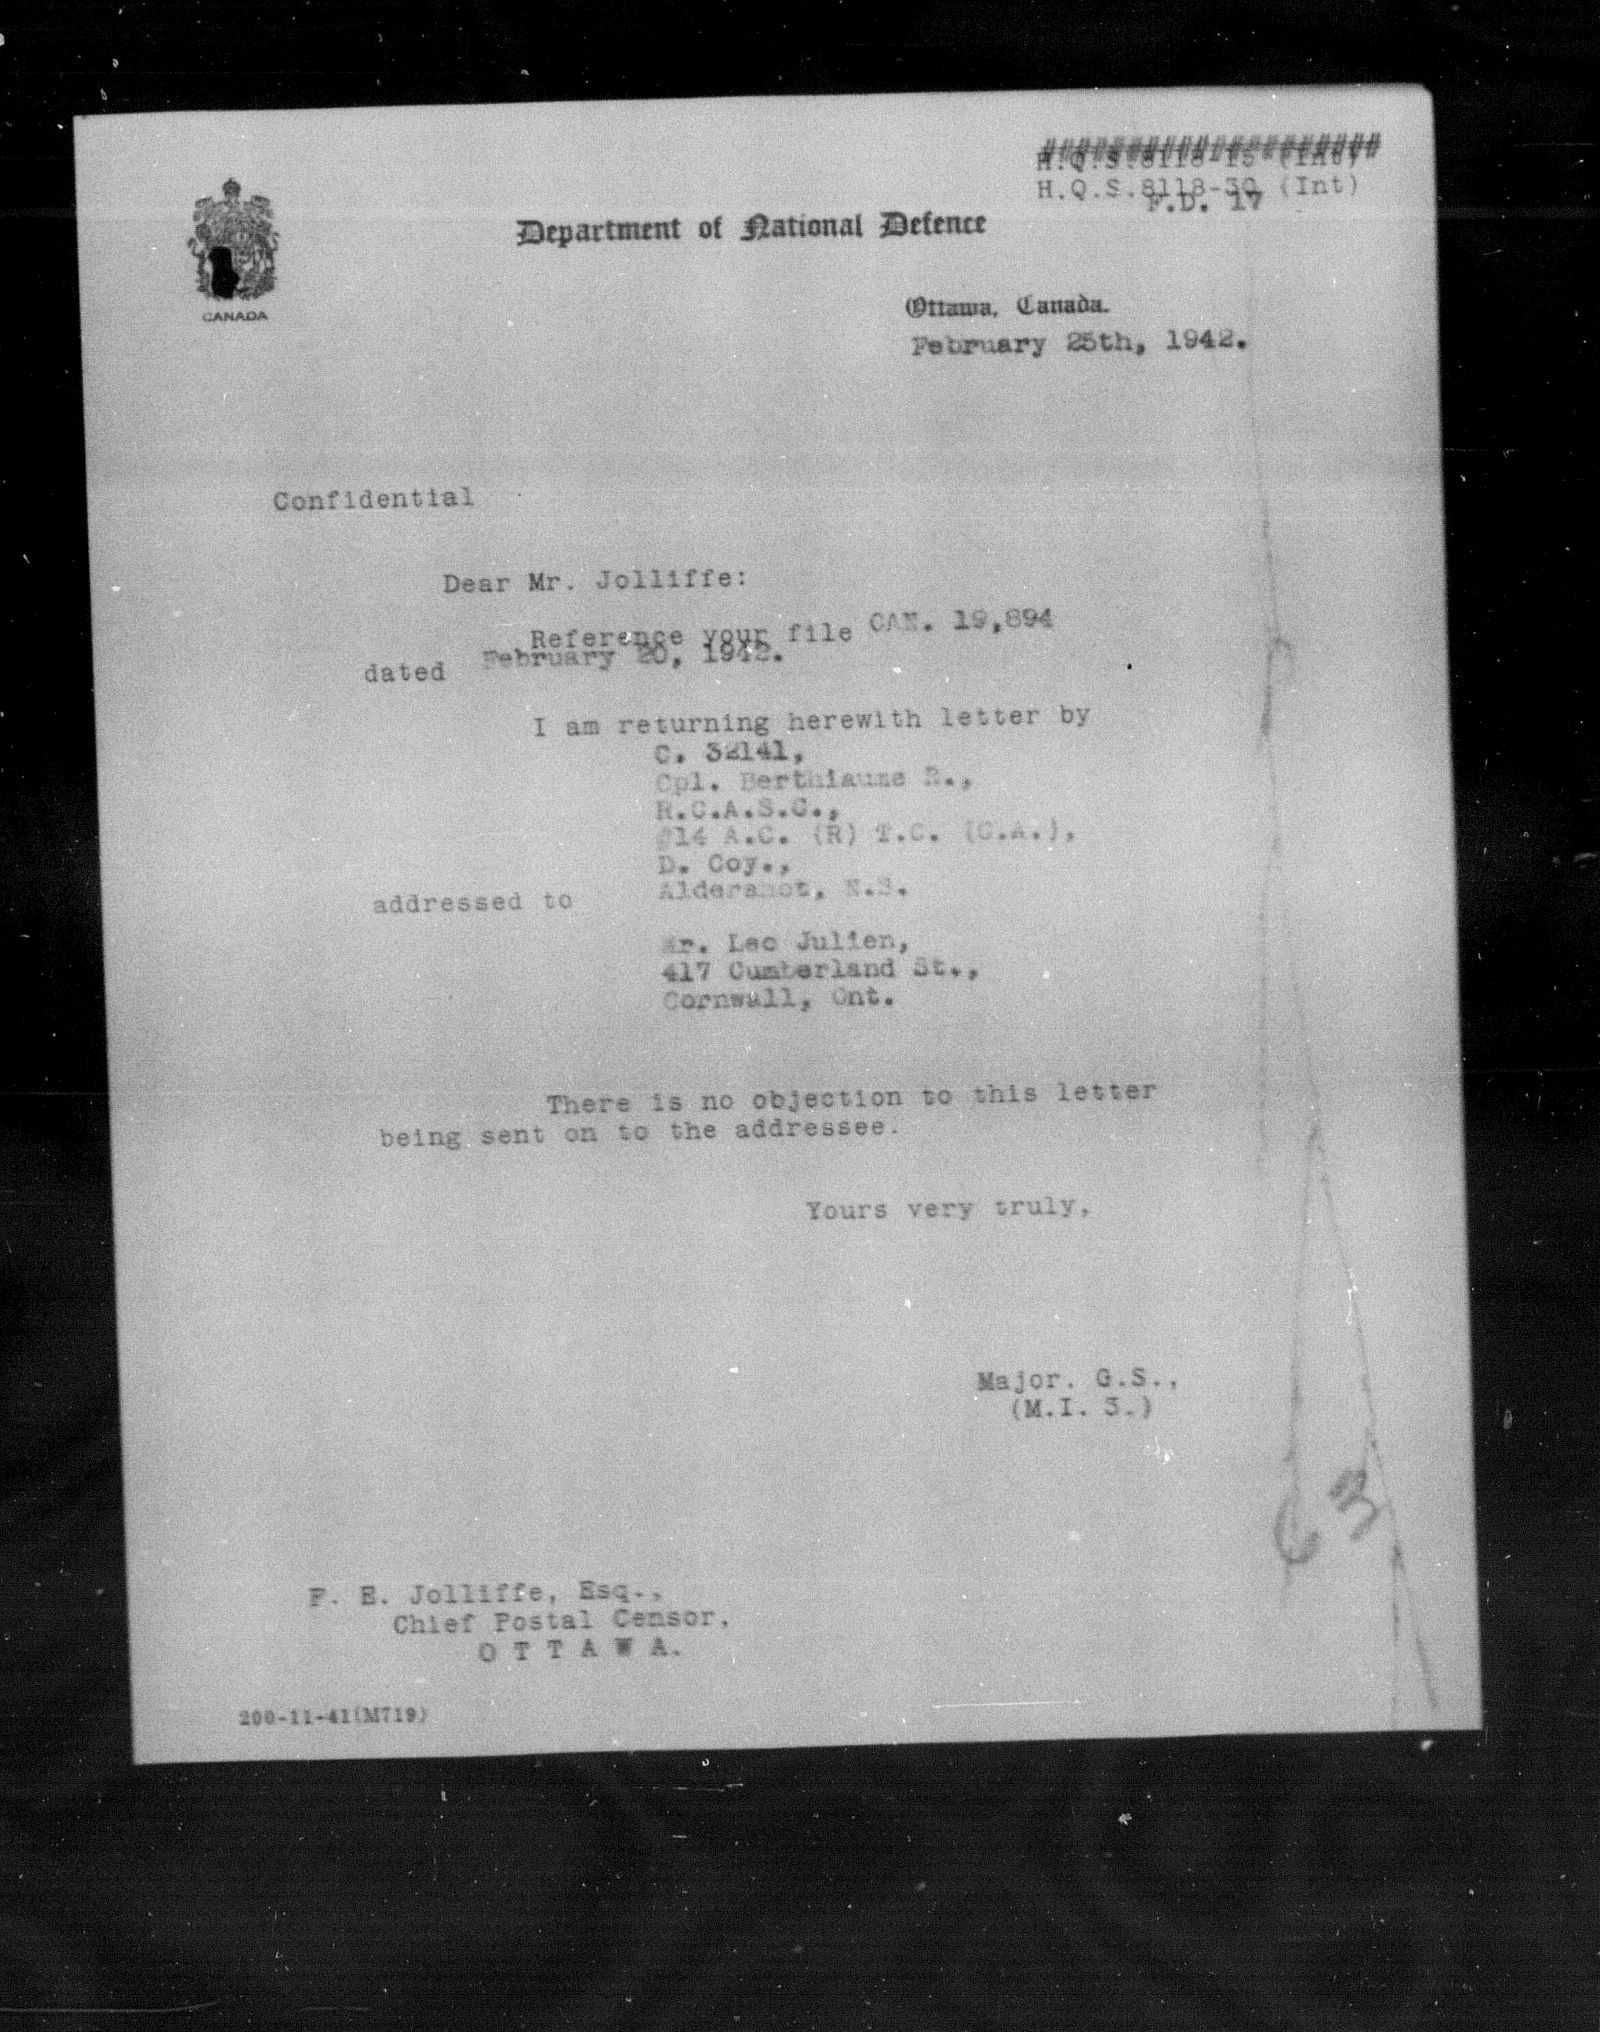 ####################
H.Q.S.8118-15 (Int)
H.Q.S.8118-30 (Int)
F.D. 17
Department of National Defence
CANADA
Ottawa, Canada.
February 25th, 1942.
Confidential
Dear Mr. Jolliffe:
Reference your file CAN. 19,894
dated February 20, 1942.
I am returning herewith letter by
C. 32141,
Cpl. Berthiaume R.,
R.C.A.S.C.,
#14 A.C. (R) T.C. (C.A.),
D. Coy.,
Aldershot, N.S.
addressed to
Mr. Leo Julien,
417 Cumberland St.,
Cornwall, Ont.
There is no objection to this letter
being sent on to the addressee.
Yours very truly,
Major. G.S.,
(M.I. 3.)
63
F. E. Jolliffe, Esq.,
Chief Postal Censor,
O T T A W A.
200-11-41(M719)